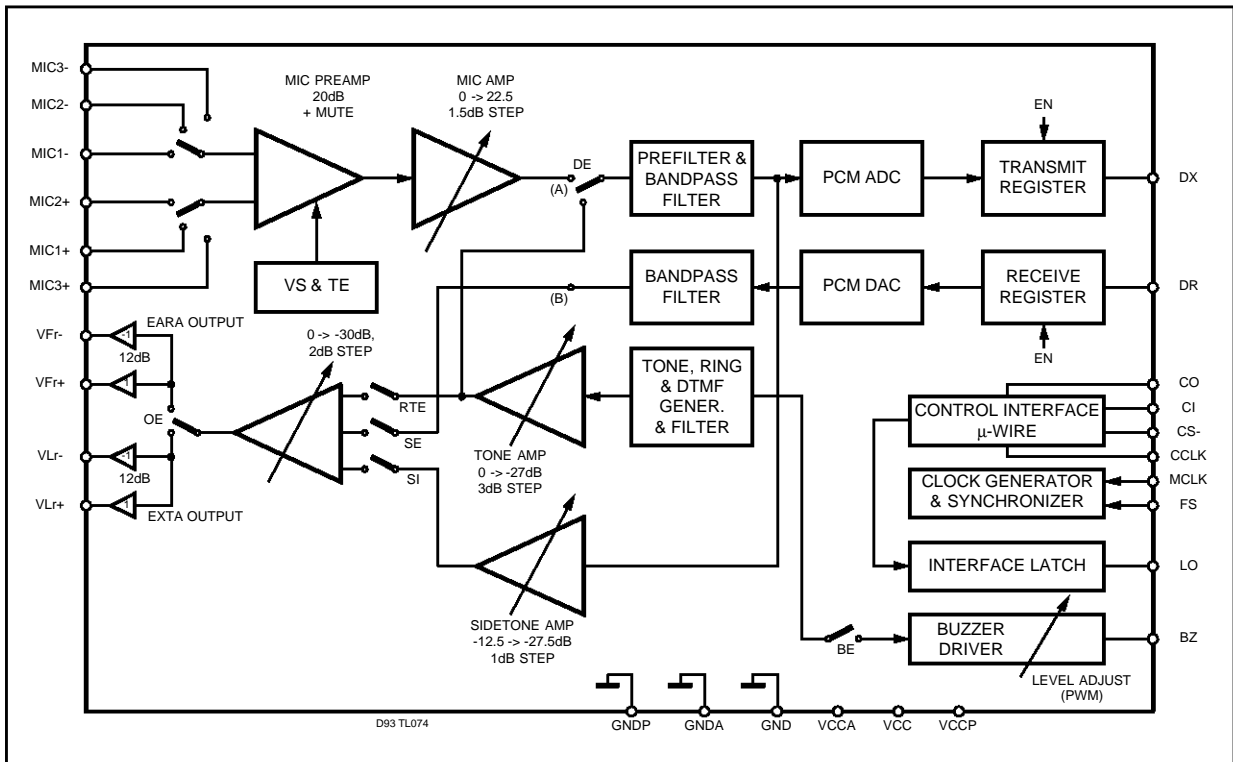 MIC3-
MIC2-
MIC1-
MIC2+
MIC1+
MIC3+
VFr-
VFr+
VLr-
VLr+
MIC PREAMP
20dB
+ MUTE
MIC AMP
0 -> 22.5
1.5dB STEP
VS & TE
DE
(A)
(B)
PREFILTER &
BANDPASS
FILTER
PCM ADC
EN
TRANSMIT
REGISTER
DX
BANDPASS
FILTER
PCM DAC
RECEIVE
REGISTER
DR
EN
EARA OUTPUT
-1
12dB
1
OE
-1
12dB
1
EXTA OUTPUT
0 -> -30dB,
2dB STEP
RTE
SE
SI
TONE AMP
0 -> -27dB
3dB STEP
TONE, RING
& DTMF
GENER.
& FILTER
SIDETONE AMP
-12.5 -> -27.5dB
1dB STEP
CONTROL INTERFACE
µ-WIRE
CO
CI
CS-
CCLK
CLOCK GENERATOR
& SYNCHRONIZER
MCLK
FS
INTERFACE LATCH
LO
BE
BUZZER
DRIVER
BZ
LEVEL ADJUST
(PWM)
D93 TL074
GNDP
GNDA
GND
VCCA
VCC
VCCP